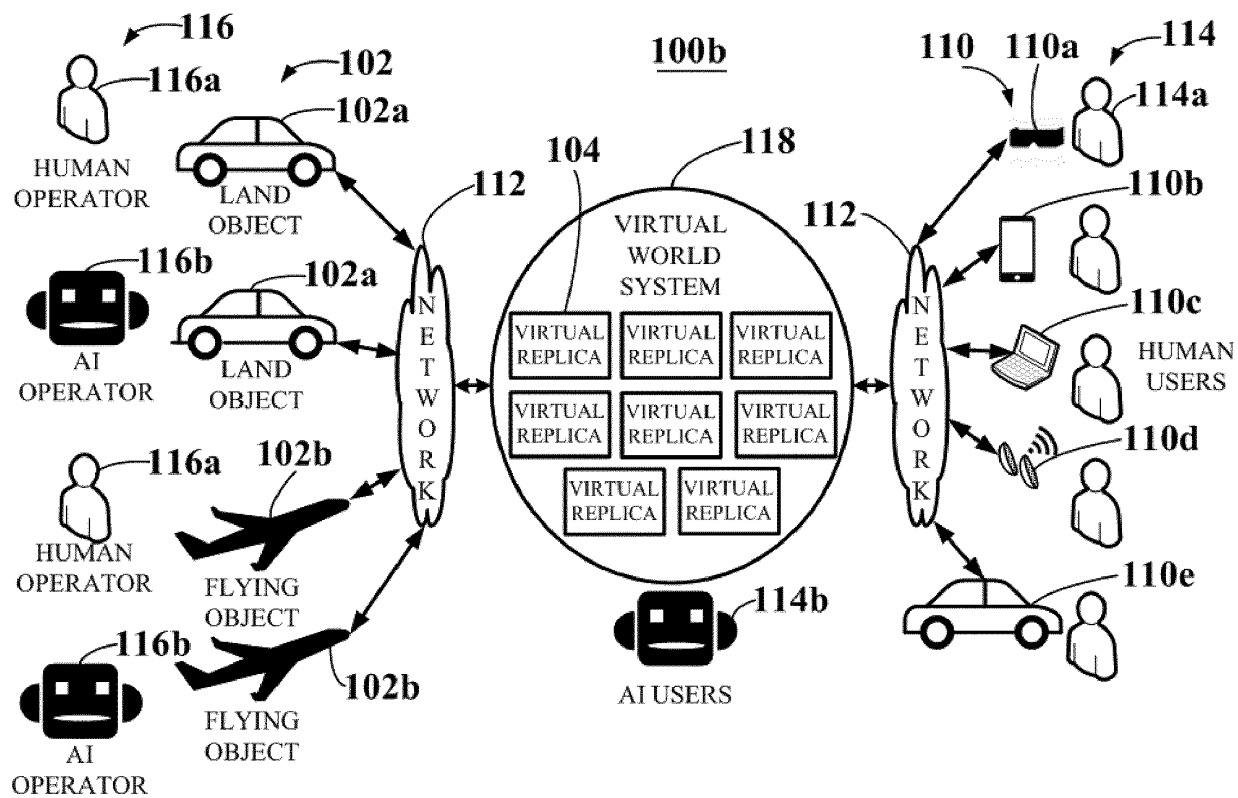 116
116a
HUMAN
OPERATOR
102
102a
LAND
OBJECT
116b
AI
OPERATOR
102a
LAND
OBJECT
116a
HUMAN
OPERATOR
102b
FLYING
OBJECT
116b
AI
OPERATOR
102b
FLYING
OBJECT
112
NETWORK
100b
104
118
VIRTUAL
WORLD
SYSTEM
VIRTUAL
REPLICA
VIRTUAL
REPLICA
VIRTUAL
REPLICA
VIRTUAL
REPLICA
VIRTUAL
REPLICA
VIRTUAL
REPLICA
VIRTUAL
REPLICA
VIRTUAL
REPLICA
114b
AI USERS
112
NETWORK
110
110a
114
114a
110b
110c
HUMAN
USERS
110d
110e